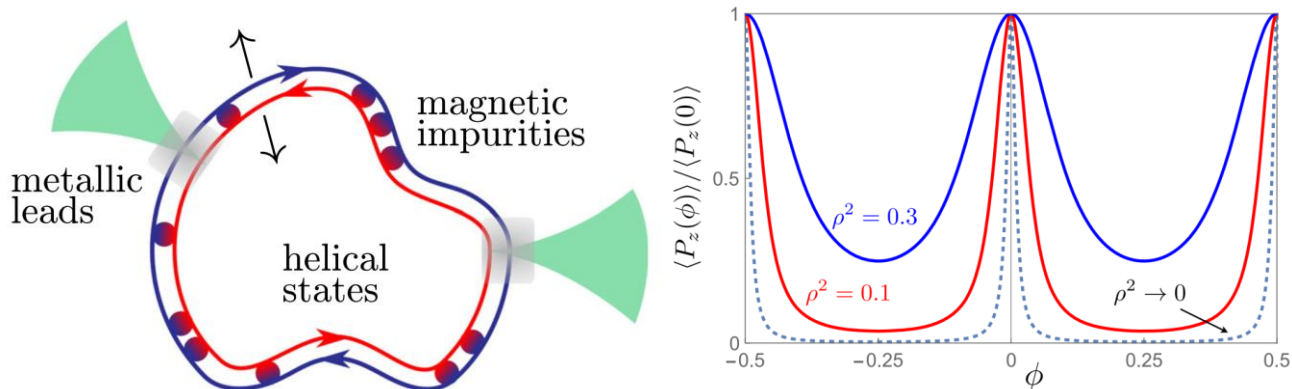 magnetic
impurities
metallic
leads
helical
states
⟨P_z(ϕ)⟩/⟨P_z(0)⟩
1
0.5
0
ρ² = 0.3
ρ² = 0.1
ρ² → 0
−0.5 −0.25 0 0.25 0.5
ϕ